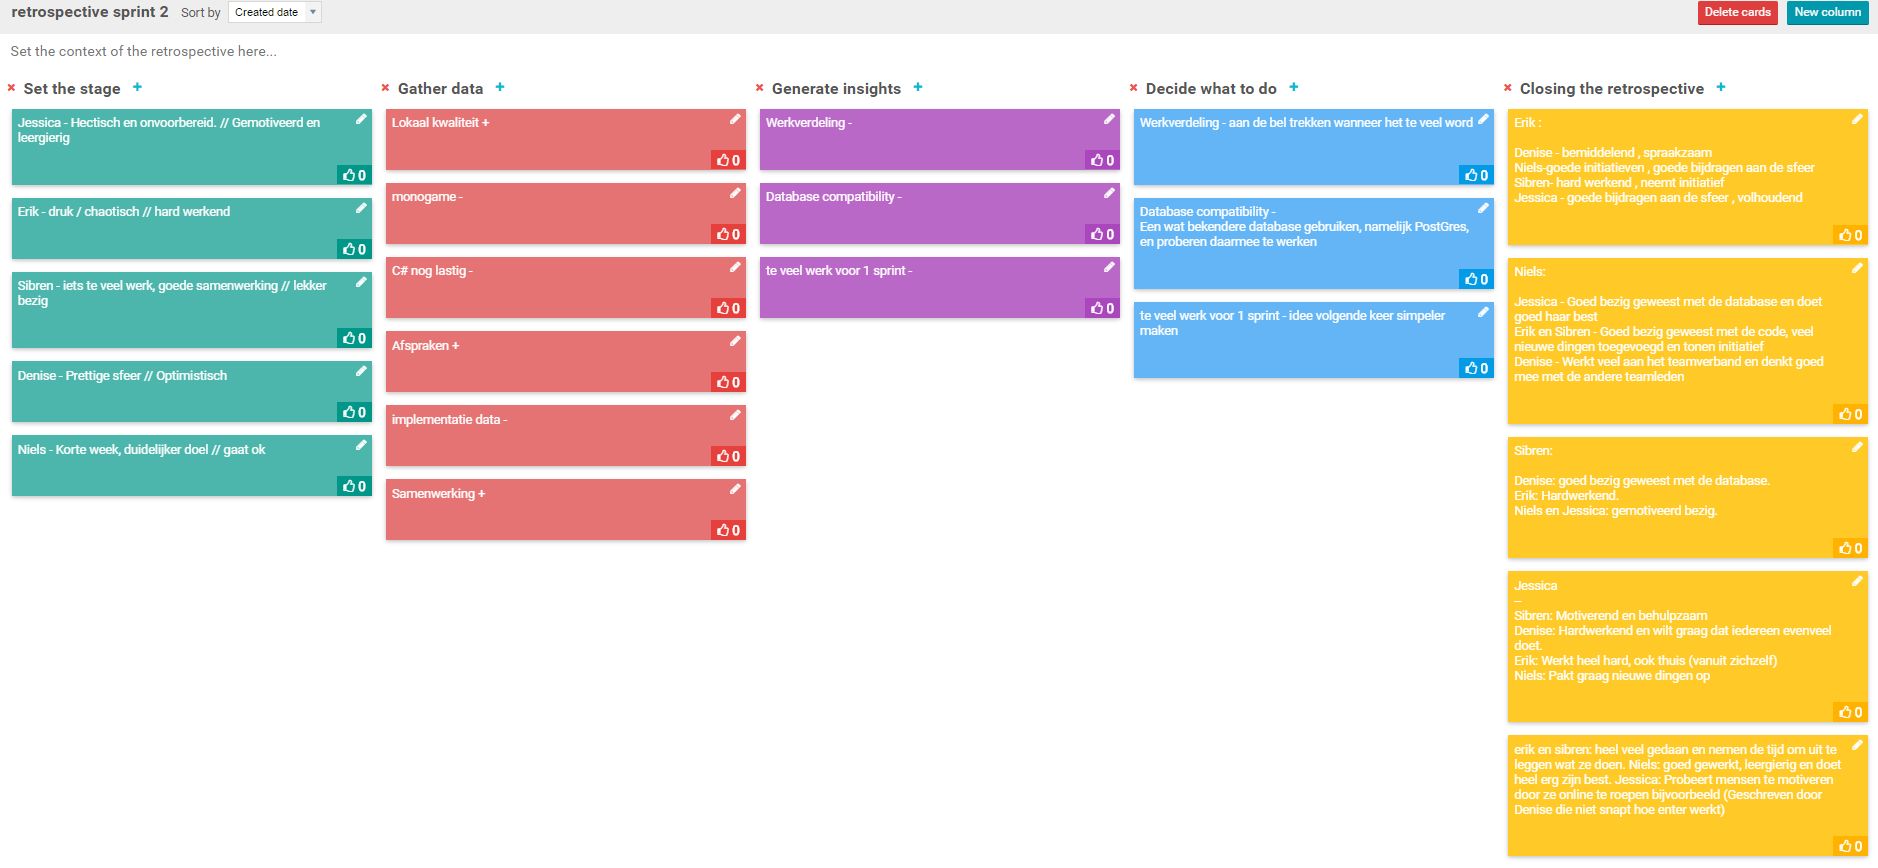 retrospective sprint 2 Sort by Created date Delete cards New column
Set the context of the retrospective here...
Set the stage
Jessica - Hectisch en onvoorbereid. // Gemotiveerd en
leergierig
0
Erik - druk / chaotisch // hard werkend
0
Sibren - iets te veel werk, goede samenwerking // lekker
bezig
0
Denise - Prettige sfeer // Optimistisch
0
Niels - Korte week, duidelijker doel // gaat ok
0
Gather data
Lokaal kwaliteit +
0
monogame -
0
C# nog lastig -
0
Afspraken +
0
implementatie data -
0
Samenwerking +
0
Generate insights
Werkverdeling -
0
Database compatibility -
0
te veel werk voor 1 sprint -
0
Decide what to do
Werkverdeling - aan de bel trekken wanneer het te veel word
0
Database compatibility -
Een wat bekendere database gebruiken, namelijk PostGres,
en proberen daarmee te werken
0
te veel werk voor 1 sprint - idee volgende keer simpeler
maken
0
Closing the retrospective
Erik :
Denise - bemiddelend , spraakzaam
Niels-goede initiatieven , goede bijdragen aan de sfeer
Sibren- hard werkend , neemt initiatief
Jessica - goede bijdragen aan de sfeer , volhoudend
0
Niels:
Jessica - Goed bezig geweest met de database en doet
goed haar best
Erik en Sibren - Goed bezig geweest met de code, veel
nieuwe dingen toegevoegd en tonen initiatief
Denise - Werkt veel aan het teamverband en denkt goed
mee met de andere teamleden
0
Sibren:
Denise: goed bezig geweest met de database.
Erik: Hardwerkend.
Niels en Jessica: gemotiveerd bezig.
0
Jessica
–
Sibren: Motiverend en behulpzaam
Denise: Hardwerkend en wilt graag dat iedereen evenveel
doet.
Erik: Werkt heel hard, ook thuis (vanuit zichzelf)
Niels: Pakt graag nieuwe dingen op
0
erik en sibren: heel veel gedaan en nemen de tijd om uit te
leggen wat ze doen. Niels: goed gewerkt, leergierig en doet
heel erg zijn best. Jessica: Probeert mensen te motiveren
door ze online te roepen bijvoorbeeld (Geschreven door
Denise die niet snapt hoe enter werkt)
0